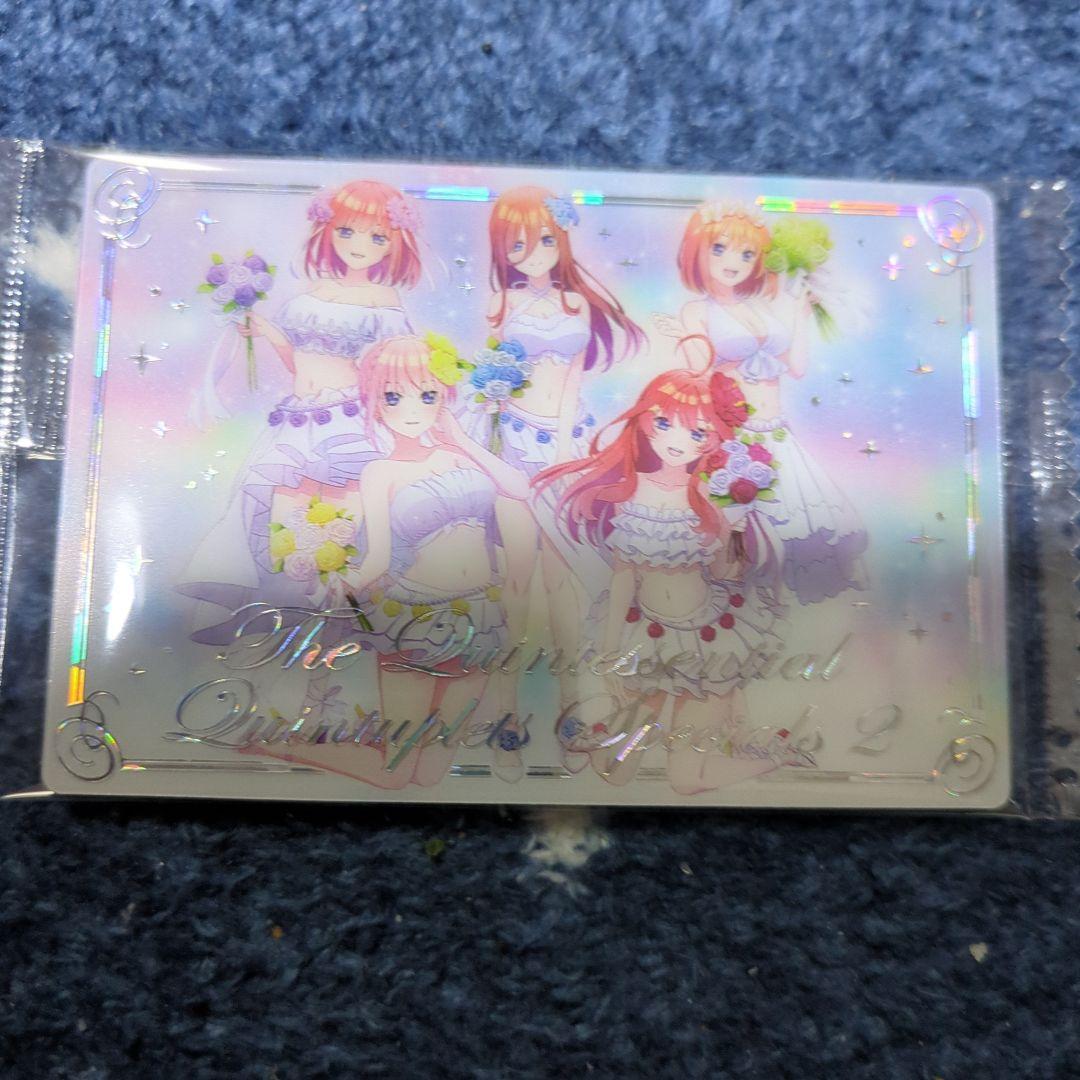 The Quintessential
Quintuplets Specials 2